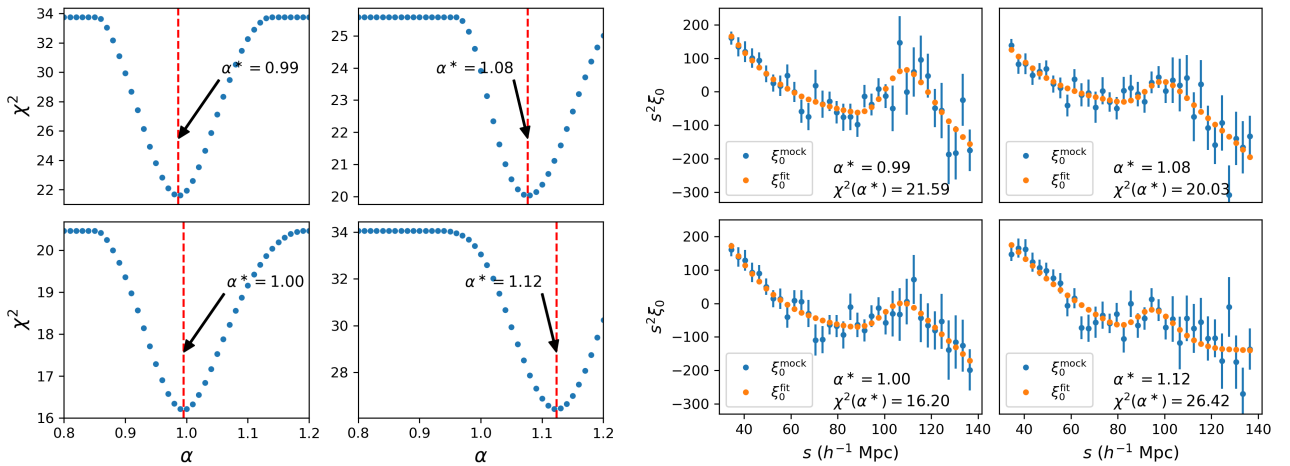 34
32
30
28
26
24
22
χ²
α* = 0.99
25
24
23
22
21
20
α* = 1.08
20
19
18
17
16
χ²
α* = 1.00
0.8 0.9 1.0 1.1 1.2
α
34
32
30
28
α* = 1.12
0.8 0.9 1.0 1.1 1.2
α
200
100
0
−100
−200
−300
s²ξ₀
ξ₀^mock
ξ₀^fit
α* = 0.99
χ²(α*) = 21.59
ξ₀^mock
ξ₀^fit
α* = 1.08
χ²(α*) = 20.03
200
100
0
−100
−200
−300
s²ξ₀
ξ₀^mock
ξ₀^fit
α* = 1.00
χ²(α*) = 16.20
40 60 80 100 120 140
s (h⁻¹ Mpc)
ξ₀^mock
ξ₀^fit
α* = 1.12
χ²(α*) = 26.42
40 60 80 100 120 140
s (h⁻¹ Mpc)